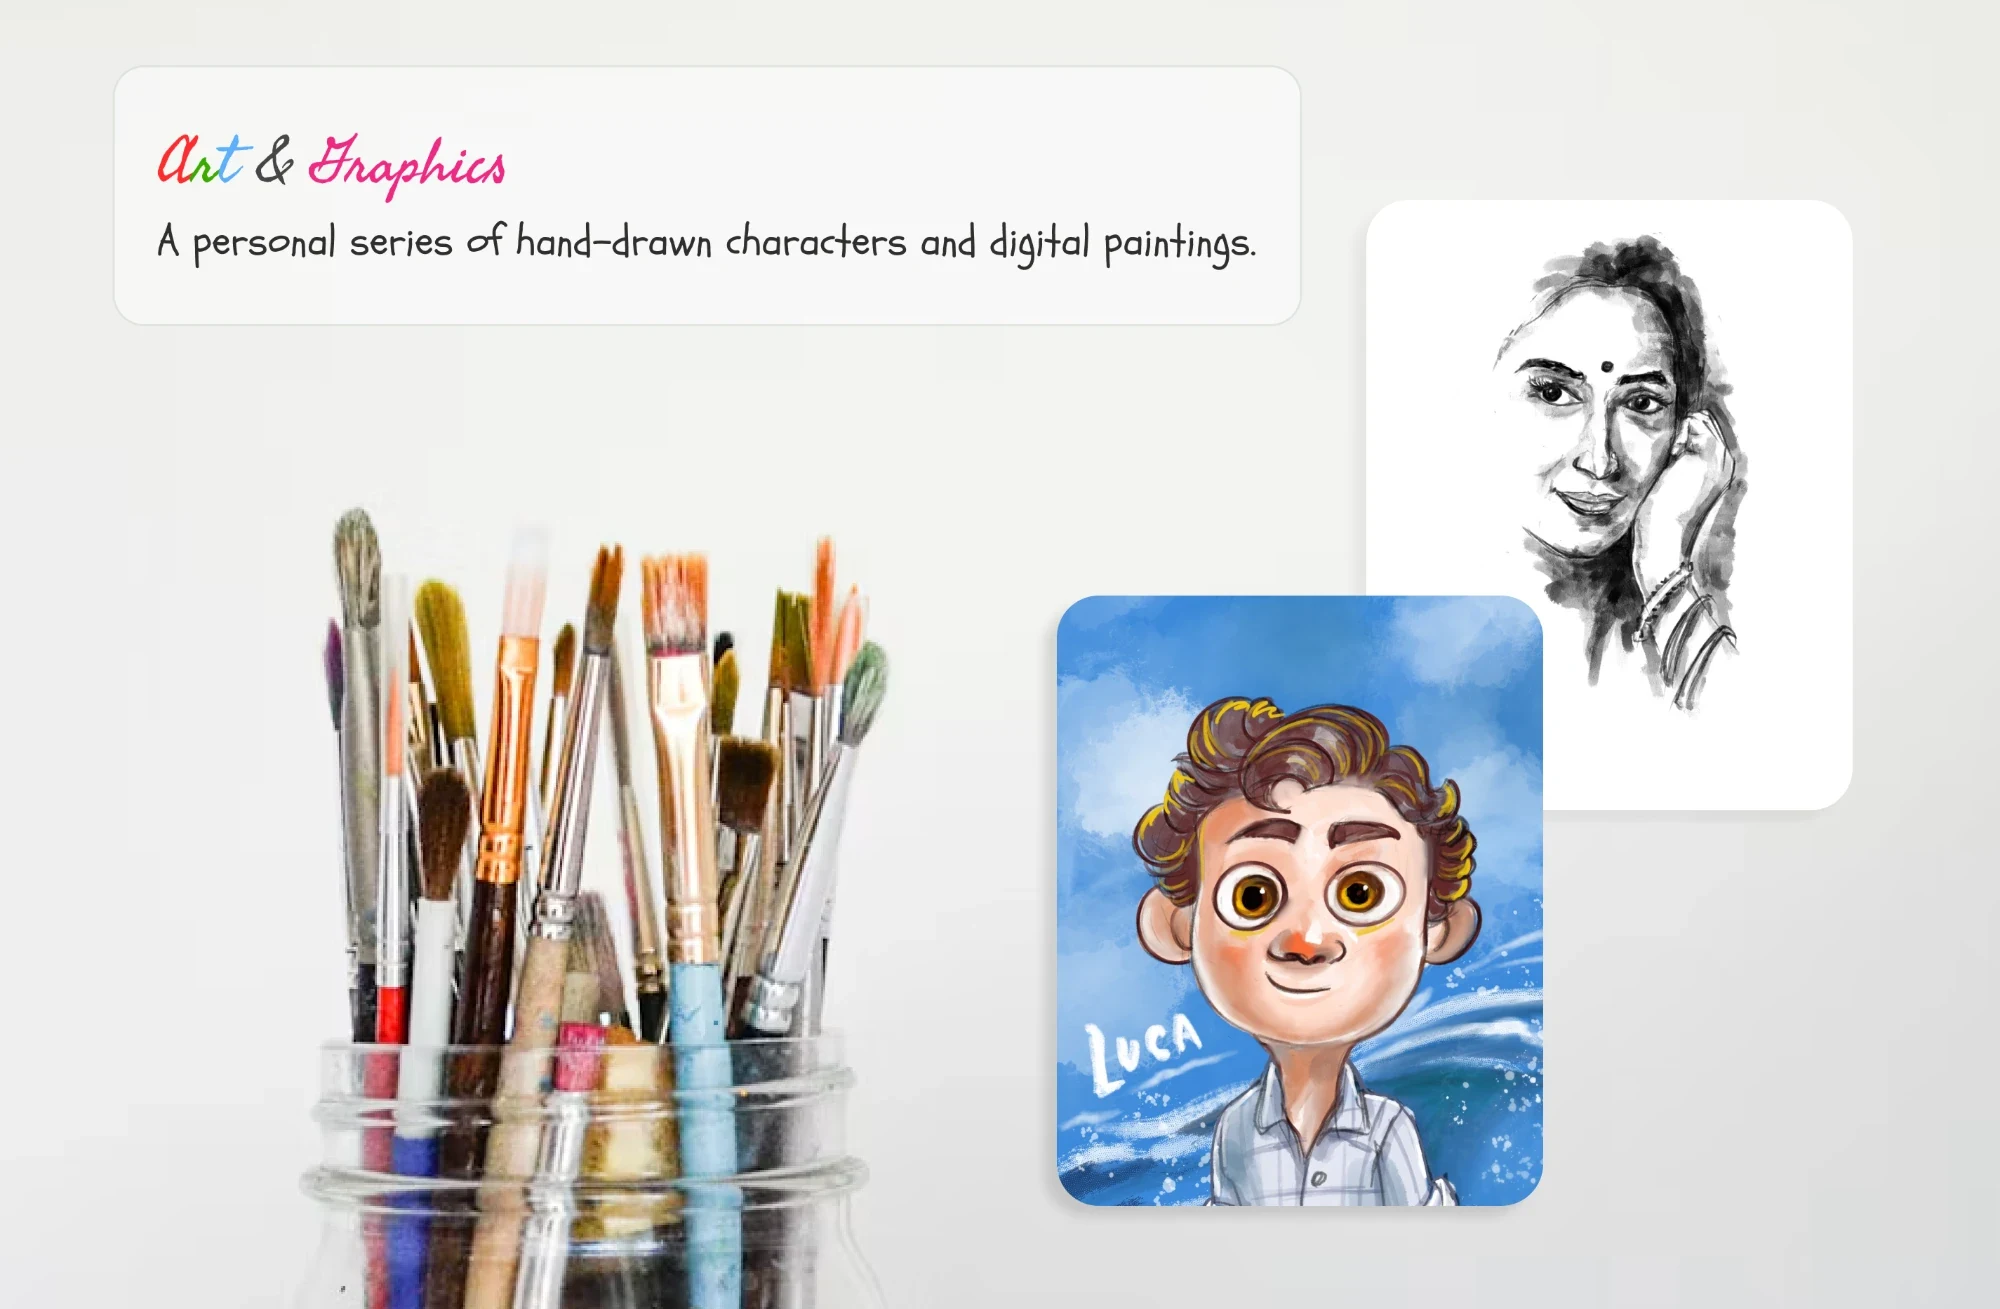 Art & Graphics
A personal series of hand-drawn characters and digital paintings.
LUCA